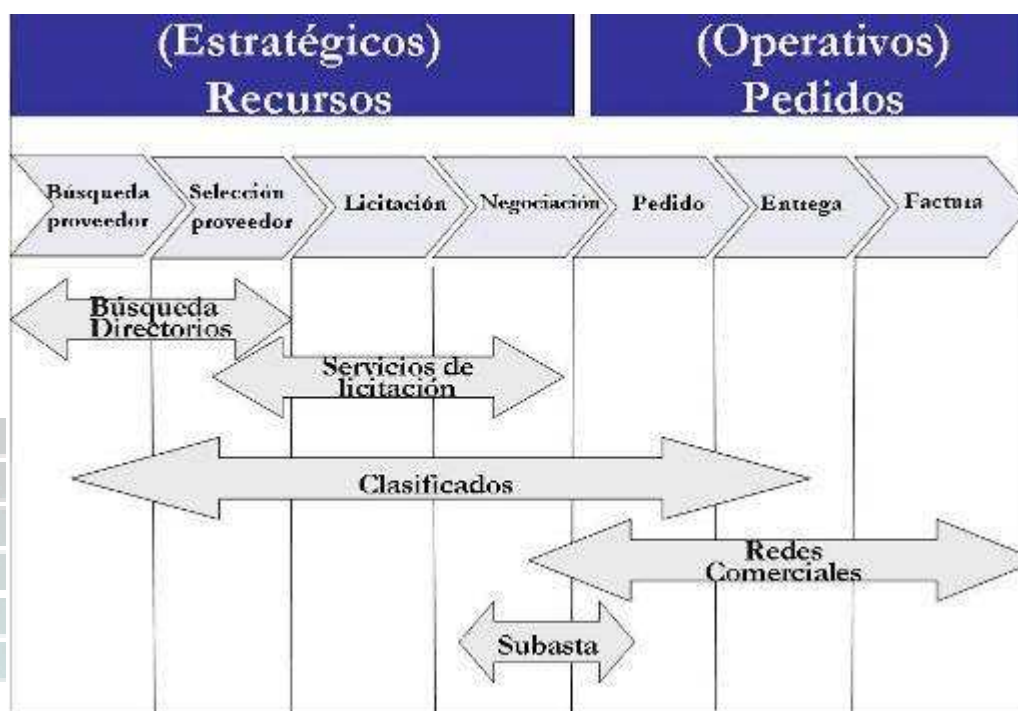 (Estratégicos)
Recursos
(Operativos)
Pedidos
Búsqueda
proveedor
Selección
proveedor
Licitación
Negociación
Pedido
Entrega
Factura
Búsqueda
Directorios
Servicios de
licitación
Clasificados
Redes
Comerciales
Subasta